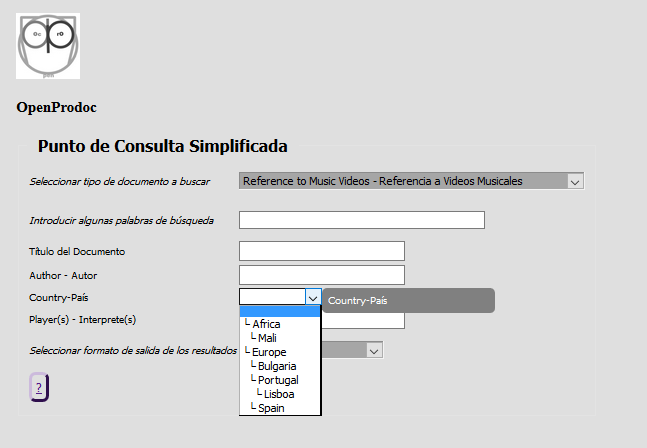 OpenProdoc
Punto de Consulta Simplificada
Seleccionar tipo de documento a buscar
Reference to Music Videos - Referencia a Videos Musicales
Introducir algunas palabras de búsqueda
Título del Documento
Author - Autor
Country-País
Country-País
Player(s) - Interprete(s)
Seleccionar formato de salida de los resultados
└ Africa
└ Mali
└ Europe
└ Bulgaria
└ Portugal
└ Lisboa
└ Spain
?